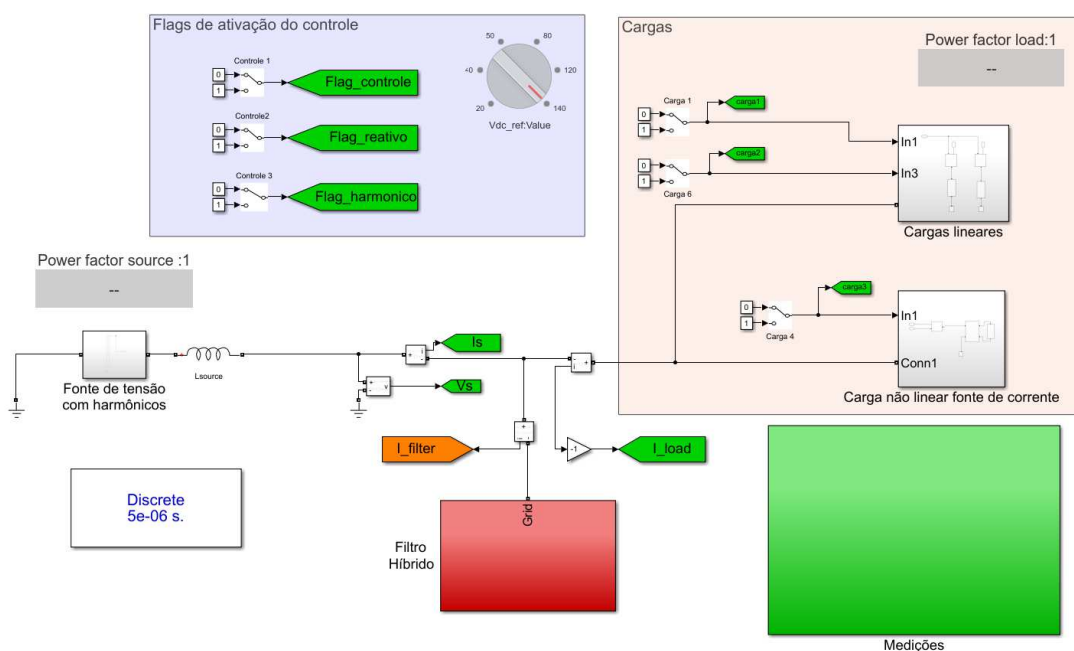 Flags de ativação do controle
Controle 1
0
1
Flag_controle
Controle2
0
1
Flag_reativo
Controle 3
0
1
Flag_harmonico
50
80
40
120
20
140
Vdc_ref:Value
Cargas
Power factor load:1
--
Carga 1
0
1
carga1
0
1
carga2
Carga 6
In1
In3
Cargas lineares
0
1
carga3
Carga 4
In1
Conn1
Carga não linear fonte de corrente
Power factor source :1
--
Fonte de tensão
com harmônicos
Lsource
+
-
i
Is
+
-
v
Vs
-
i
+
+
-
i
I_filter
-1
I_load
Discrete
5e-06 s.
Grid
Filtro
Híbrido
Medições